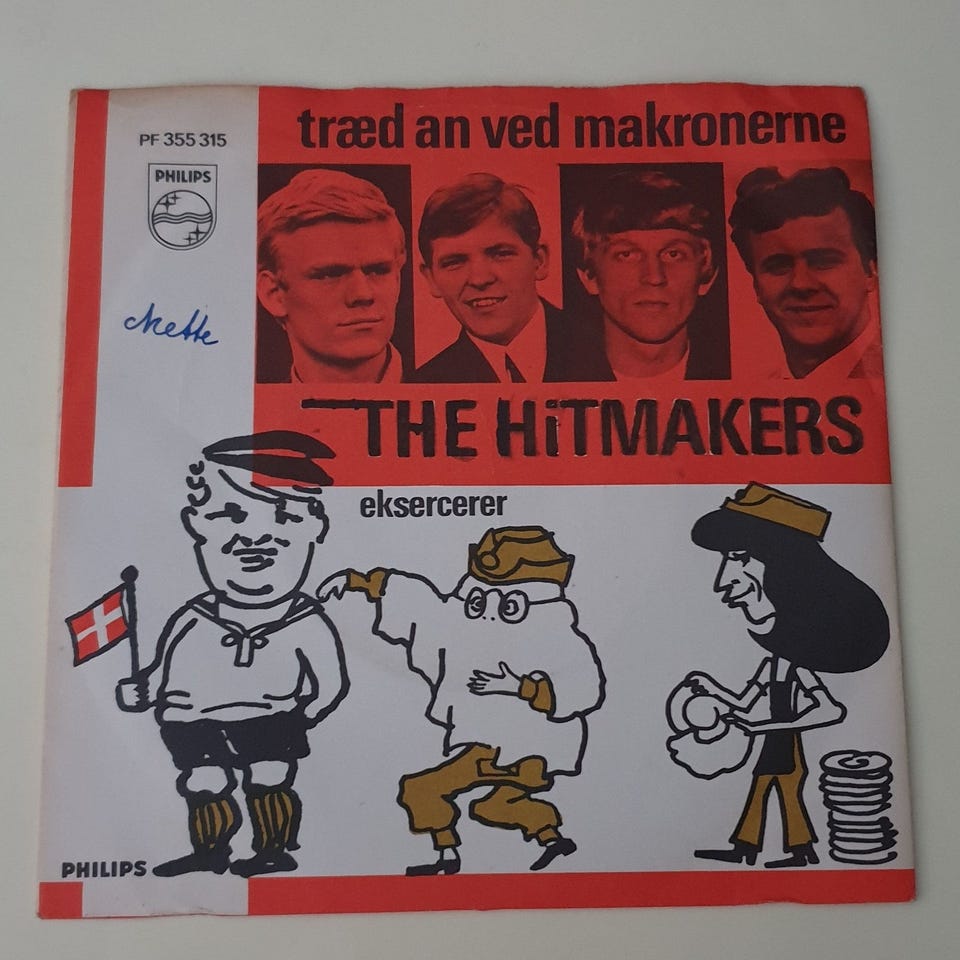 træd an ved makronerne
PF 355 315
PHILIPS
Mette
THE HiTMAKERS
eksercerer
PHILIPS